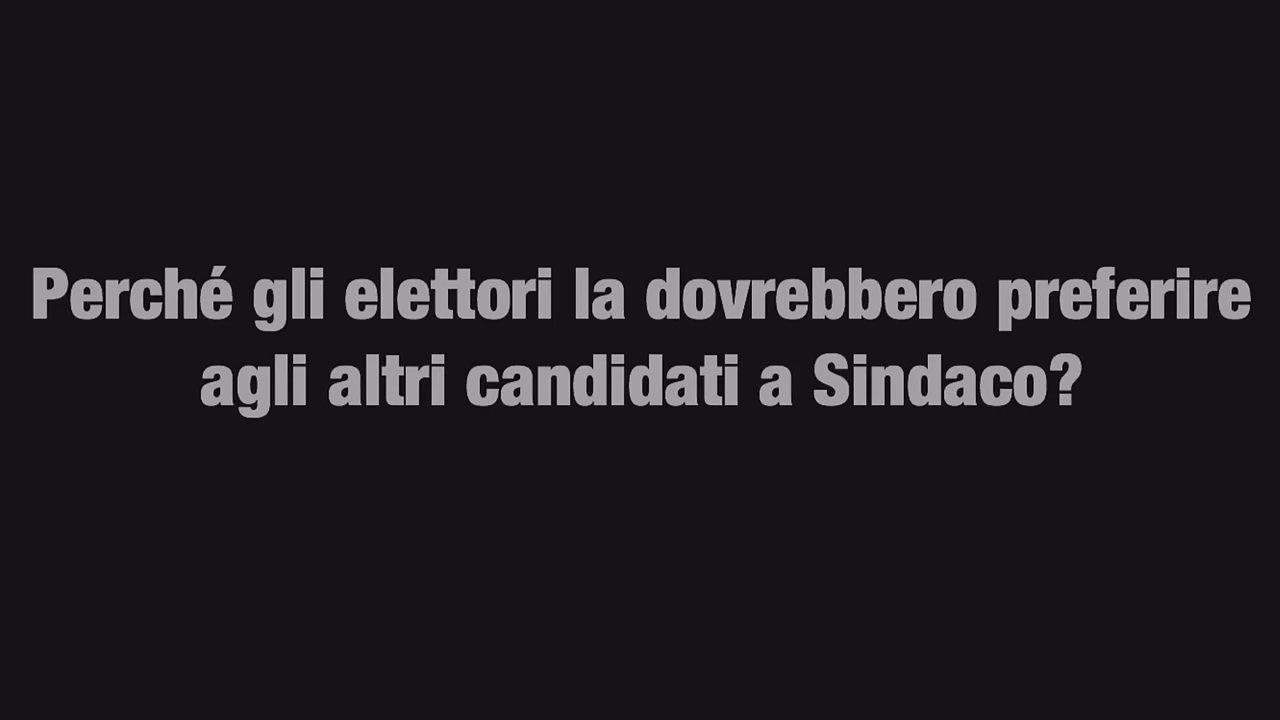 Perché gli elettori la dovrebbero preferire
agli altri candidati a Sindaco?